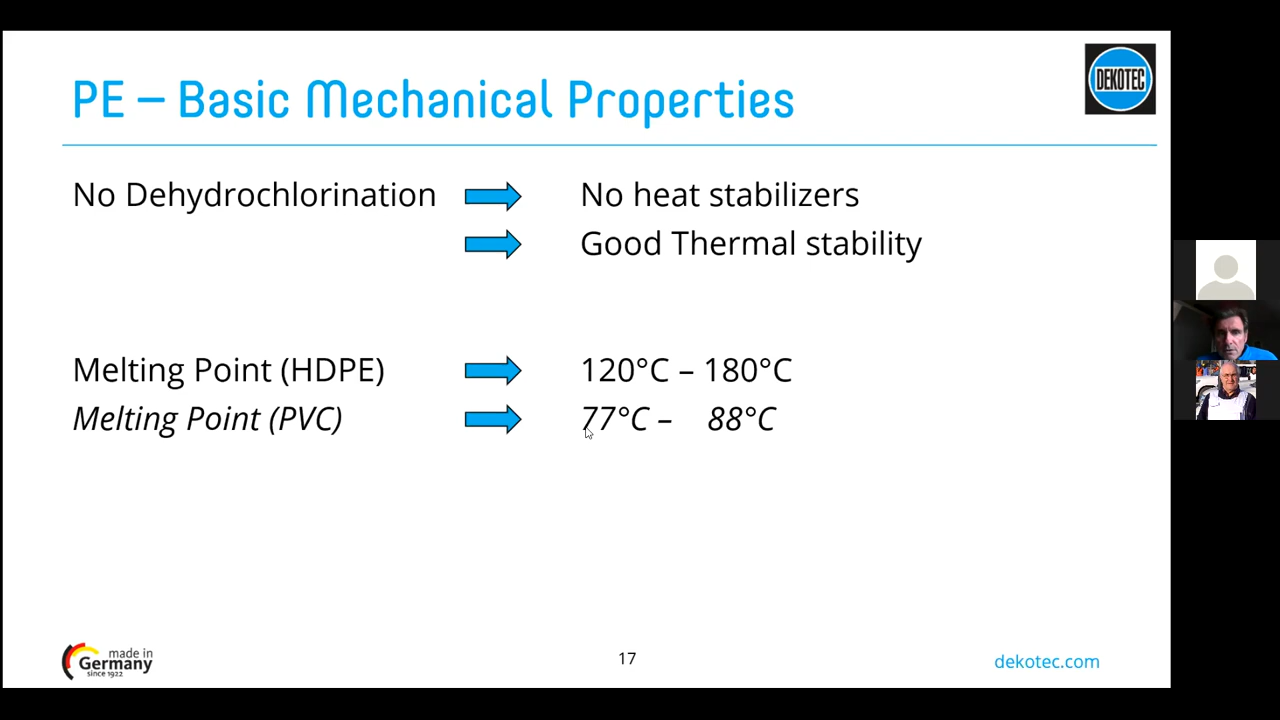 PE – Basic Mechanical Properties
DEKOTEC
No Dehydrochlorination No heat stabilizers
Good Thermal stability
Melting Point (HDPE) 120°C – 180°C
Melting Point (PVC) 77°C – 88°C
made in
Germany
since 1922
17
dekotec.com